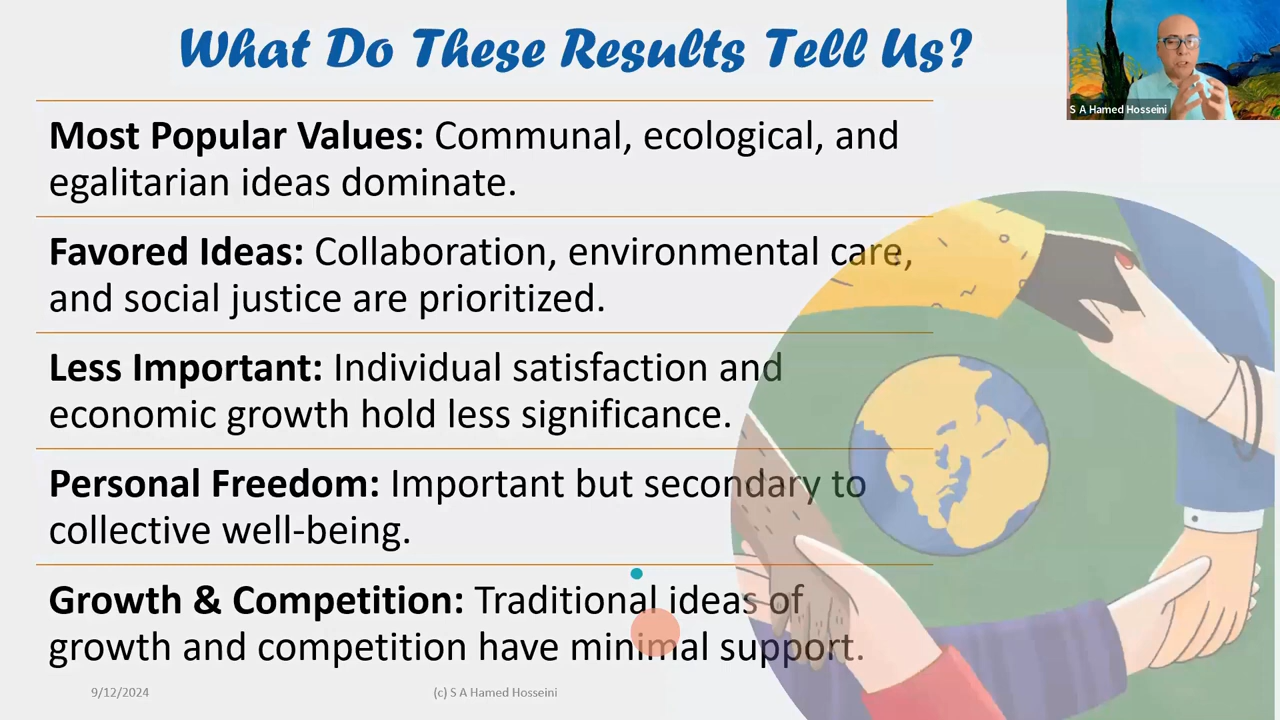 What Do These Results Tell Us?
S A Hamed Hosseini
Most Popular Values: Communal, ecological, and
egalitarian ideas dominate.
Favored Ideas: Collaboration, environmental care,
and social justice are prioritized.
Less Important: Individual satisfaction and
economic growth hold less significance.
Personal Freedom: Important but secondary to
collective well-being.
Growth & Competition: Traditional ideas of
growth and competition have minimal support.
9/12/2024
(c) S A Hamed Hosseini